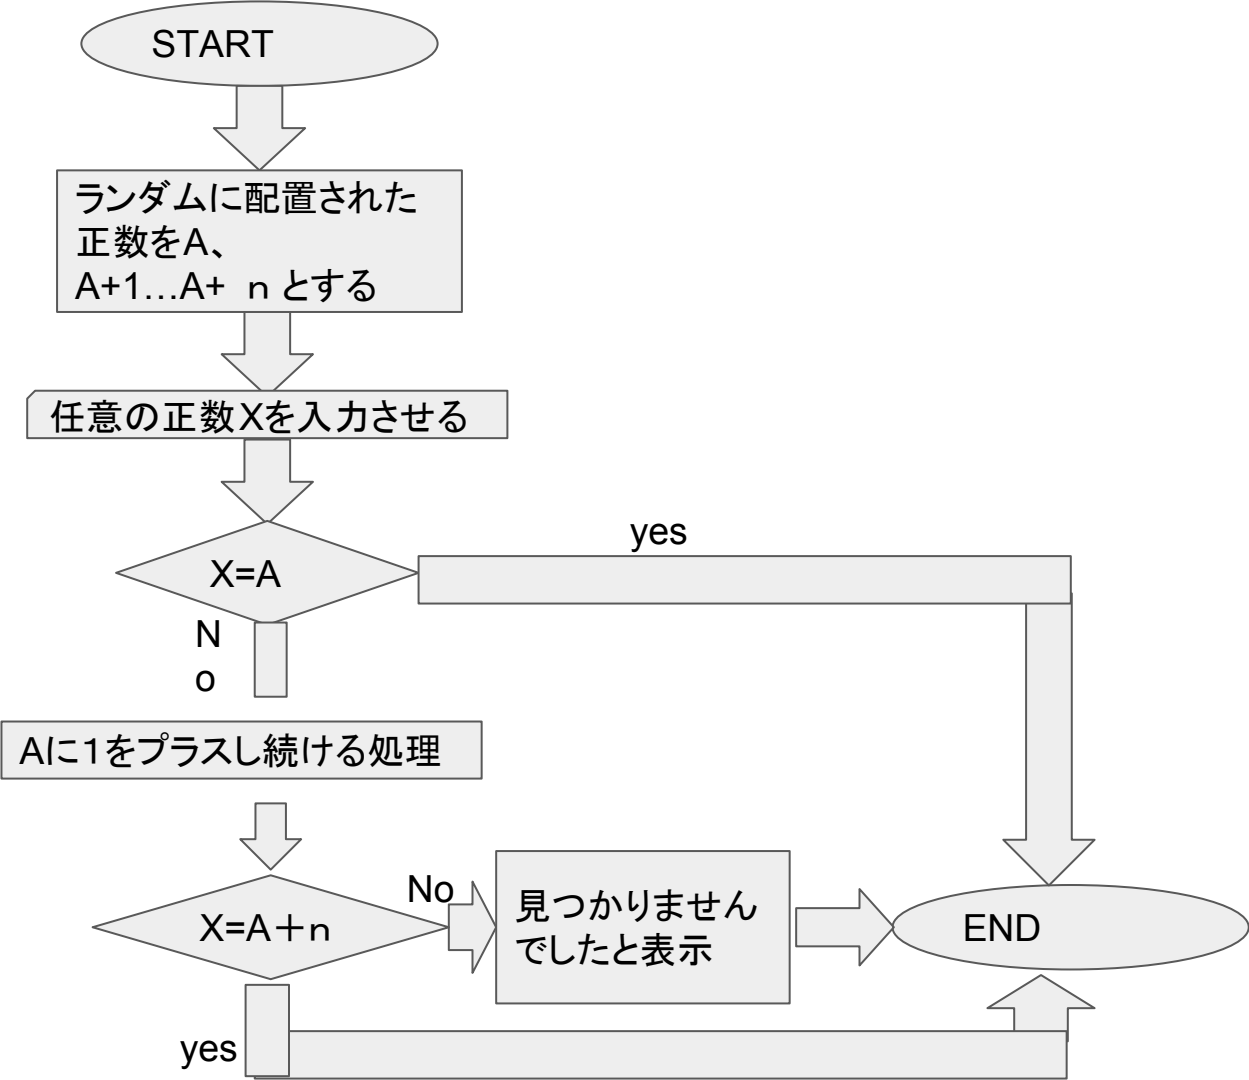 START
ランダムに配置された
正数をA、
A+1…A+ ｎとする
任意の正数Xを入力させる
X=A
yes
N
o
Aに１をプラスし続ける処理
X=A＋ｎ
No
見つかりません
でしたと表示
END
yes